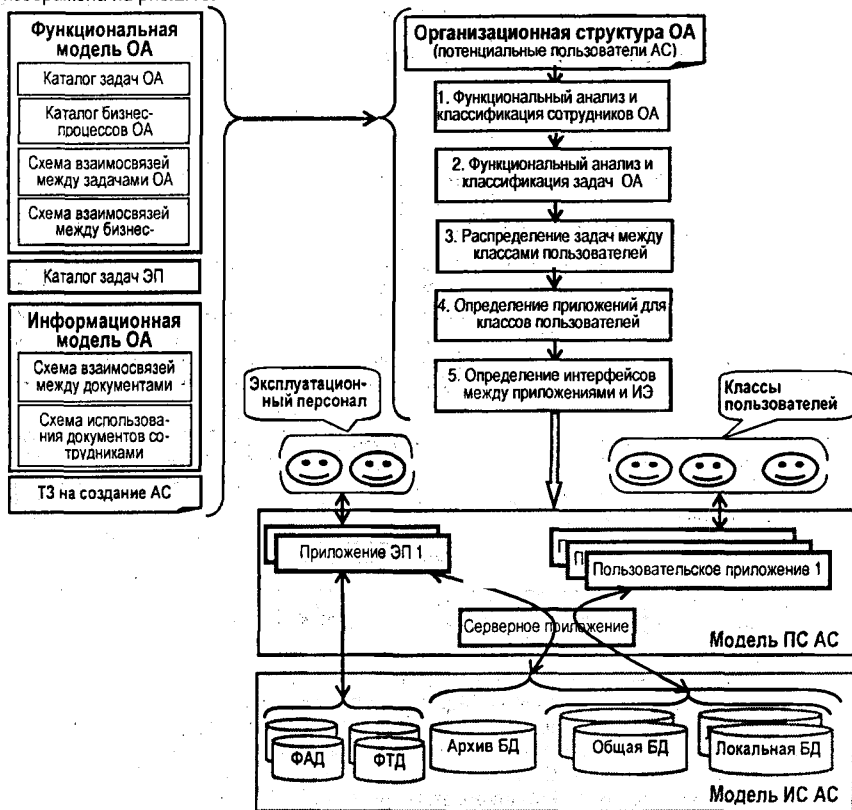 Функциональная
модель ОА
Каталог задач ОА
Каталог бизнес-
процессов ОА
Схема взаимосвязей
между задачами ОА
Схема взаимосвязей
между бизнес-
Каталог задач ЭП
Информационная
модель ОА
Схема взаимосвязей
между документами
Схема использова-
ния документов со-
трудниками
ТЗ на создание АС
Организационная структура ОА
(потенциальные пользователи АС)
1. Функциональный анализ и
классификация сотрудников ОА
2. Функциональный анализ и
классификация задач ОА
3. Распределение задач между
классами пользователей
4. Определение приложений для
классов пользователей
5. Определение интерфейсов
между приложениями и ИЭ
Эксплуатацион-
ный персонал
Классы
пользователей
Приложение ЭП 1
П
П
Пользовательское приложение 1
Серверное приложение
Модель ПС АС
ФАД
ФТД
Архив БД
Общая БД
Локальная БД
Модель ИС АС